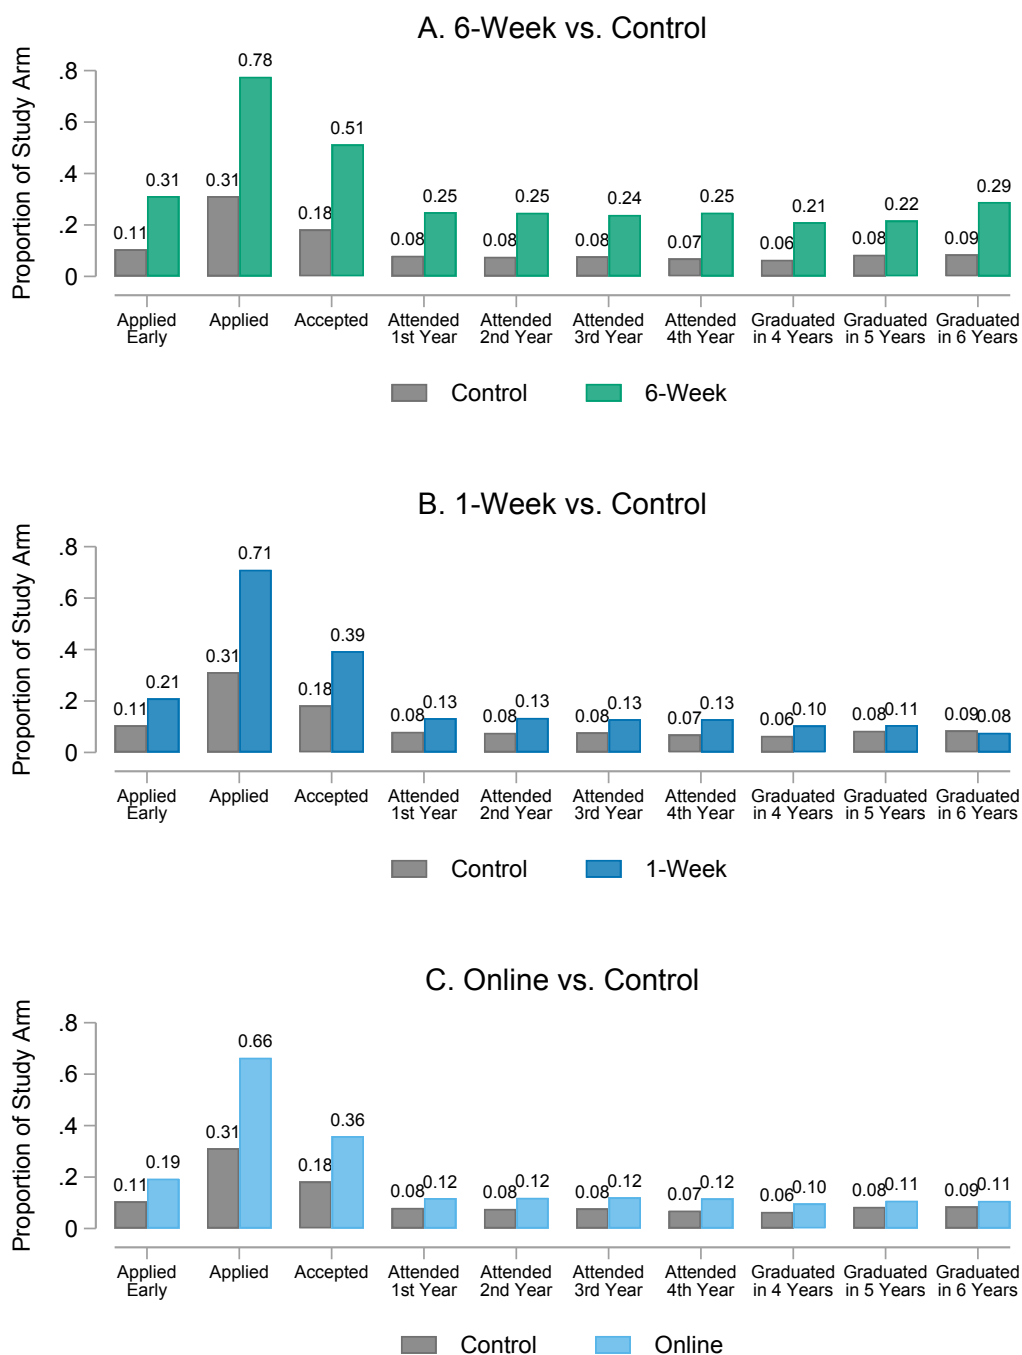 A. 6-Week vs. Control
Proportion of Study Arm
.8
.6
.4
.2
0
0.11 0.31
0.31 0.78
0.18 0.51
0.08 0.25
0.08 0.25
0.08 0.24
0.07 0.25
0.06 0.21
0.08 0.22
0.09 0.29
Applied Early
Applied
Accepted
Attended 1st Year
Attended 2nd Year
Attended 3rd Year
Attended 4th Year
Graduated in 4 Years
Graduated in 5 Years
Graduated in 6 Years
Control 6-Week
B. 1-Week vs. Control
Proportion of Study Arm
.8
.6
.4
.2
0
0.11 0.21
0.31 0.71
0.18 0.39
0.08 0.13
0.08 0.13
0.08 0.13
0.07 0.13
0.06 0.10
0.08 0.11
0.09 0.08
Applied Early
Applied
Accepted
Attended 1st Year
Attended 2nd Year
Attended 3rd Year
Attended 4th Year
Graduated in 4 Years
Graduated in 5 Years
Graduated in 6 Years
Control 1-Week
C. Online vs. Control
Proportion of Study Arm
.8
.6
.4
.2
0
0.11 0.19
0.31 0.66
0.18 0.36
0.08 0.12
0.08 0.12
0.08 0.12
0.07 0.12
0.06 0.10
0.08 0.11
0.09 0.11
Applied Early
Applied
Accepted
Attended 1st Year
Attended 2nd Year
Attended 3rd Year
Attended 4th Year
Graduated in 4 Years
Graduated in 5 Years
Graduated in 6 Years
Control Online